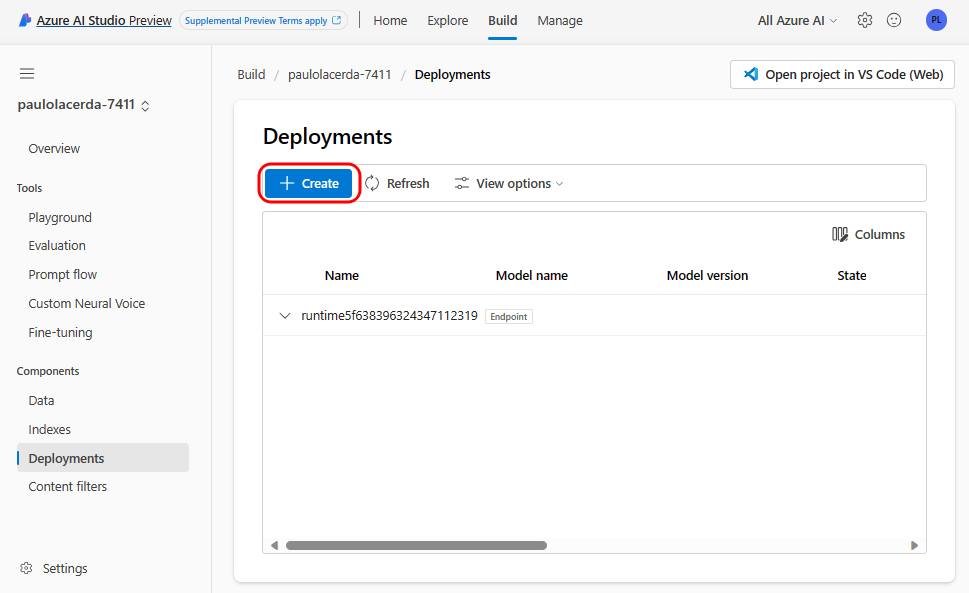 Azure AI Studio Preview
Supplemental Preview Terms apply
Home
Explore
Build
Manage
All Azure AI
PL
paulolacerda-7411
Overview
Tools
Playground
Evaluation
Prompt flow
Custom Neural Voice
Fine-tuning
Components
Data
Indexes
Deployments
Content filters
Settings
Build / paulolacerda-7411 / Deployments
Open project in VS Code (Web)
Deployments
Create
Refresh
View options
Columns
Name
Model name
Model version
State
runtime5f638396324347112319
Endpoint